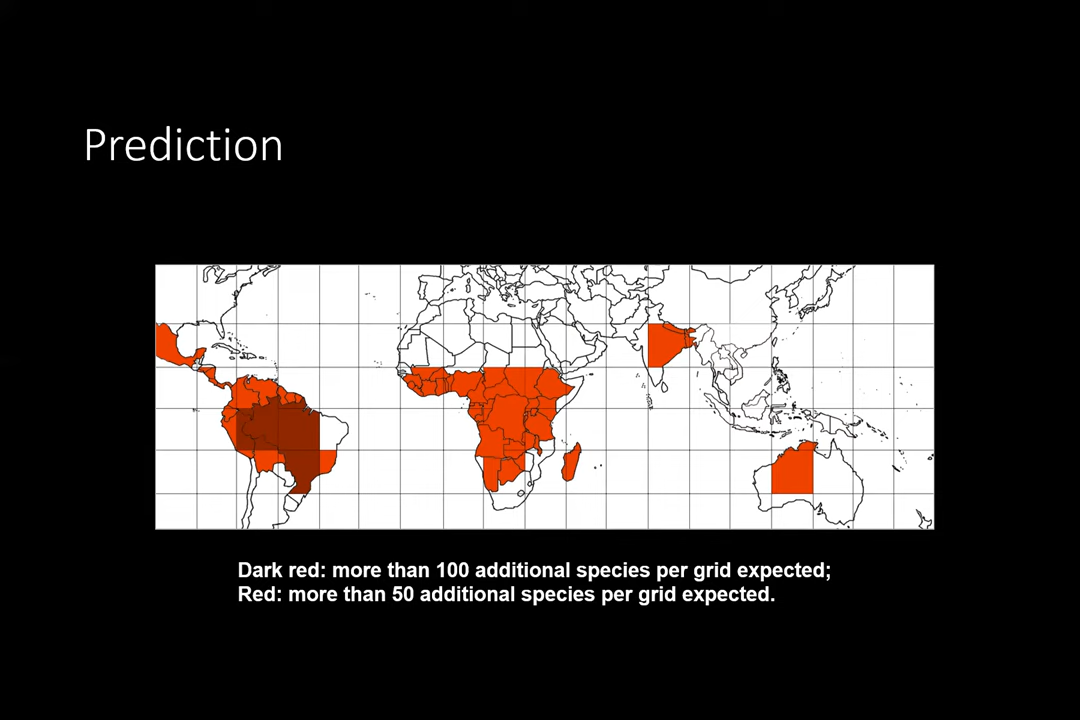 Prediction
Dark red: more than 100 additional species per grid expected;
Red: more than 50 additional species per grid expected.